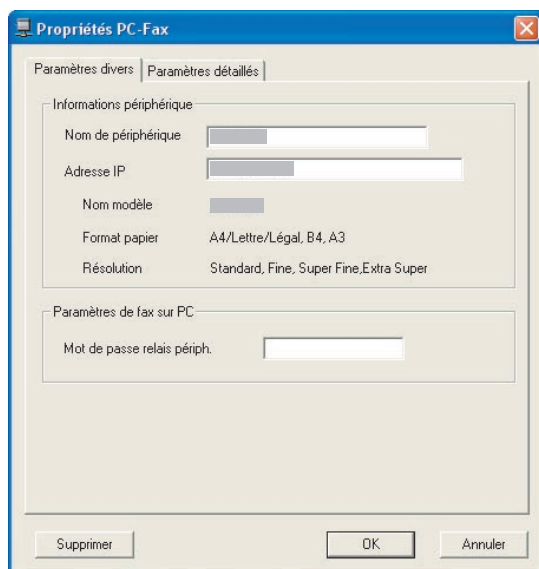 Propriétés PC-Fax
Paramètres divers Paramètres détaillés
Informations périphérique
Nom de périphérique
Adresse IP
Nom modèle
Format papier A4/Lettre/Légal, B4, A3
Résolution Standard, Fine, Super Fine,Extra Super
Paramètres de fax sur PC
Mot de passe relais périph.
Supprimer OK Annuler